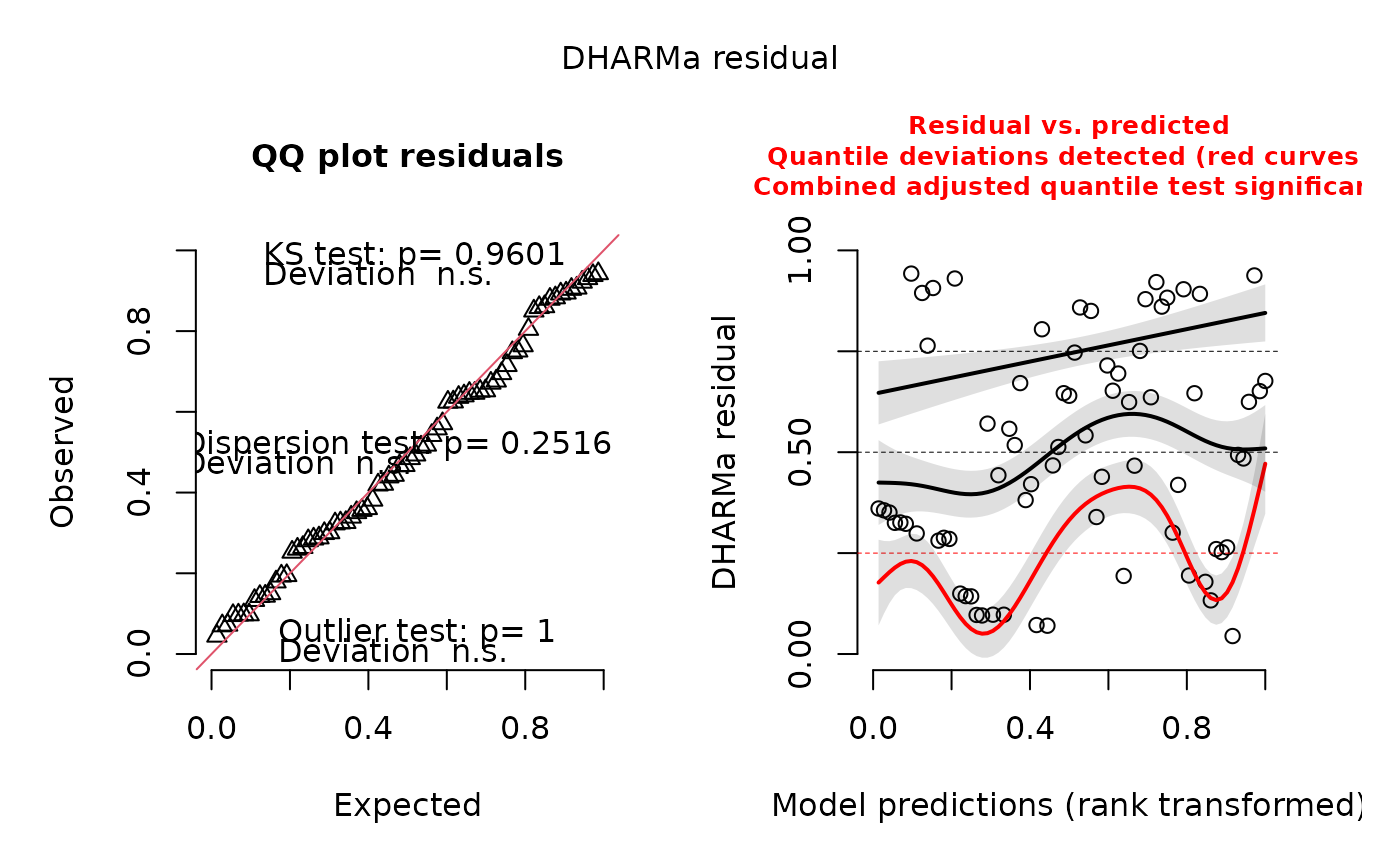 DHARMa residual
QQ plot residuals
KS test: p= 0.9601
Deviation n.s.
Dispersion test: p= 0.2516
Deviation n.s.
Outlier test: p= 1
Deviation n.s.
Observed
0.0
0.4
0.8
0.0
0.4
0.8
Expected
Residual vs. predicted
Quantile deviations detected (red curves
Combined adjusted quantile test significan
DHARMa residual
0.00
0.50
1.00
0.0
0.4
0.8
Model predictions (rank transformed)